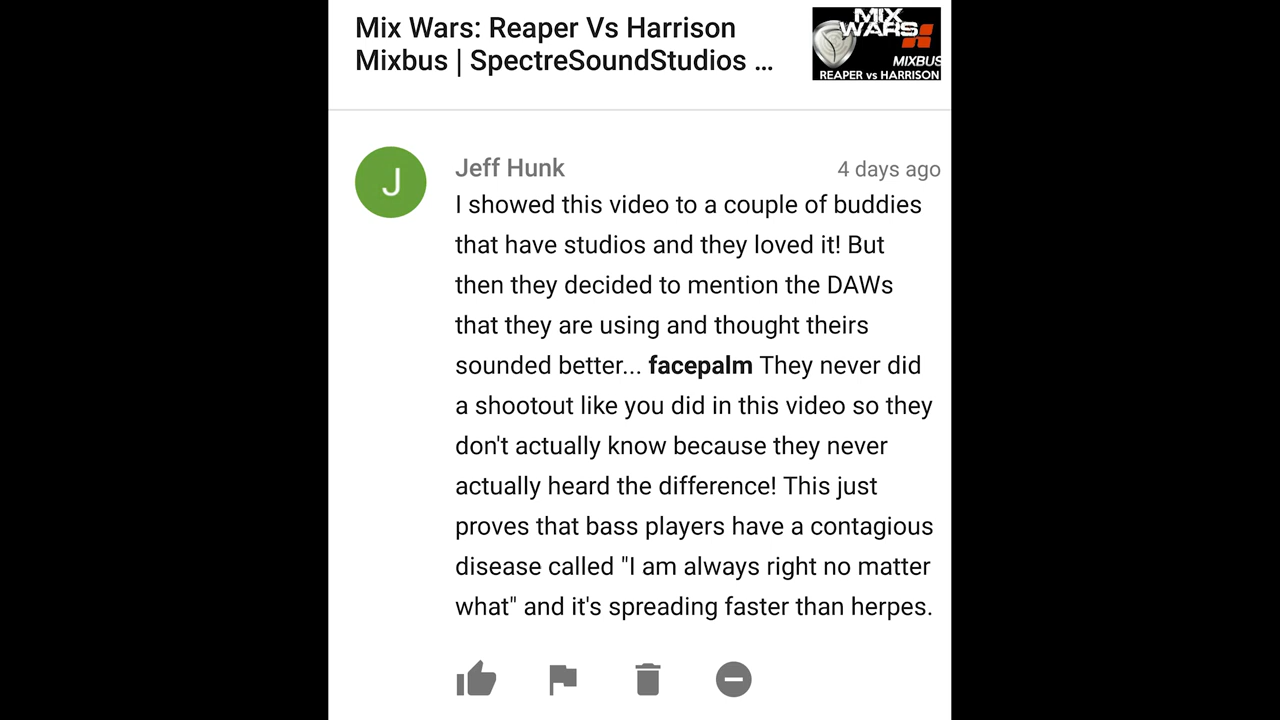 Mix Wars: Reaper Vs Harrison
Mixbus | SpectreSoundStudios ...
MIX
WARS
MIXBUS
REAPER vs HARRISON
J
Jeff Hunk
4 days ago
I showed this video to a couple of buddies
that have studios and they loved it! But
then they decided to mention the DAWs
that they are using and thought theirs
sounded better... facepalm They never did
a shootout like you did in this video so they
don't actually know because they never
actually heard the difference! This just
proves that bass players have a contagious
disease called "I am always right no matter
what" and it's spreading faster than herpes.